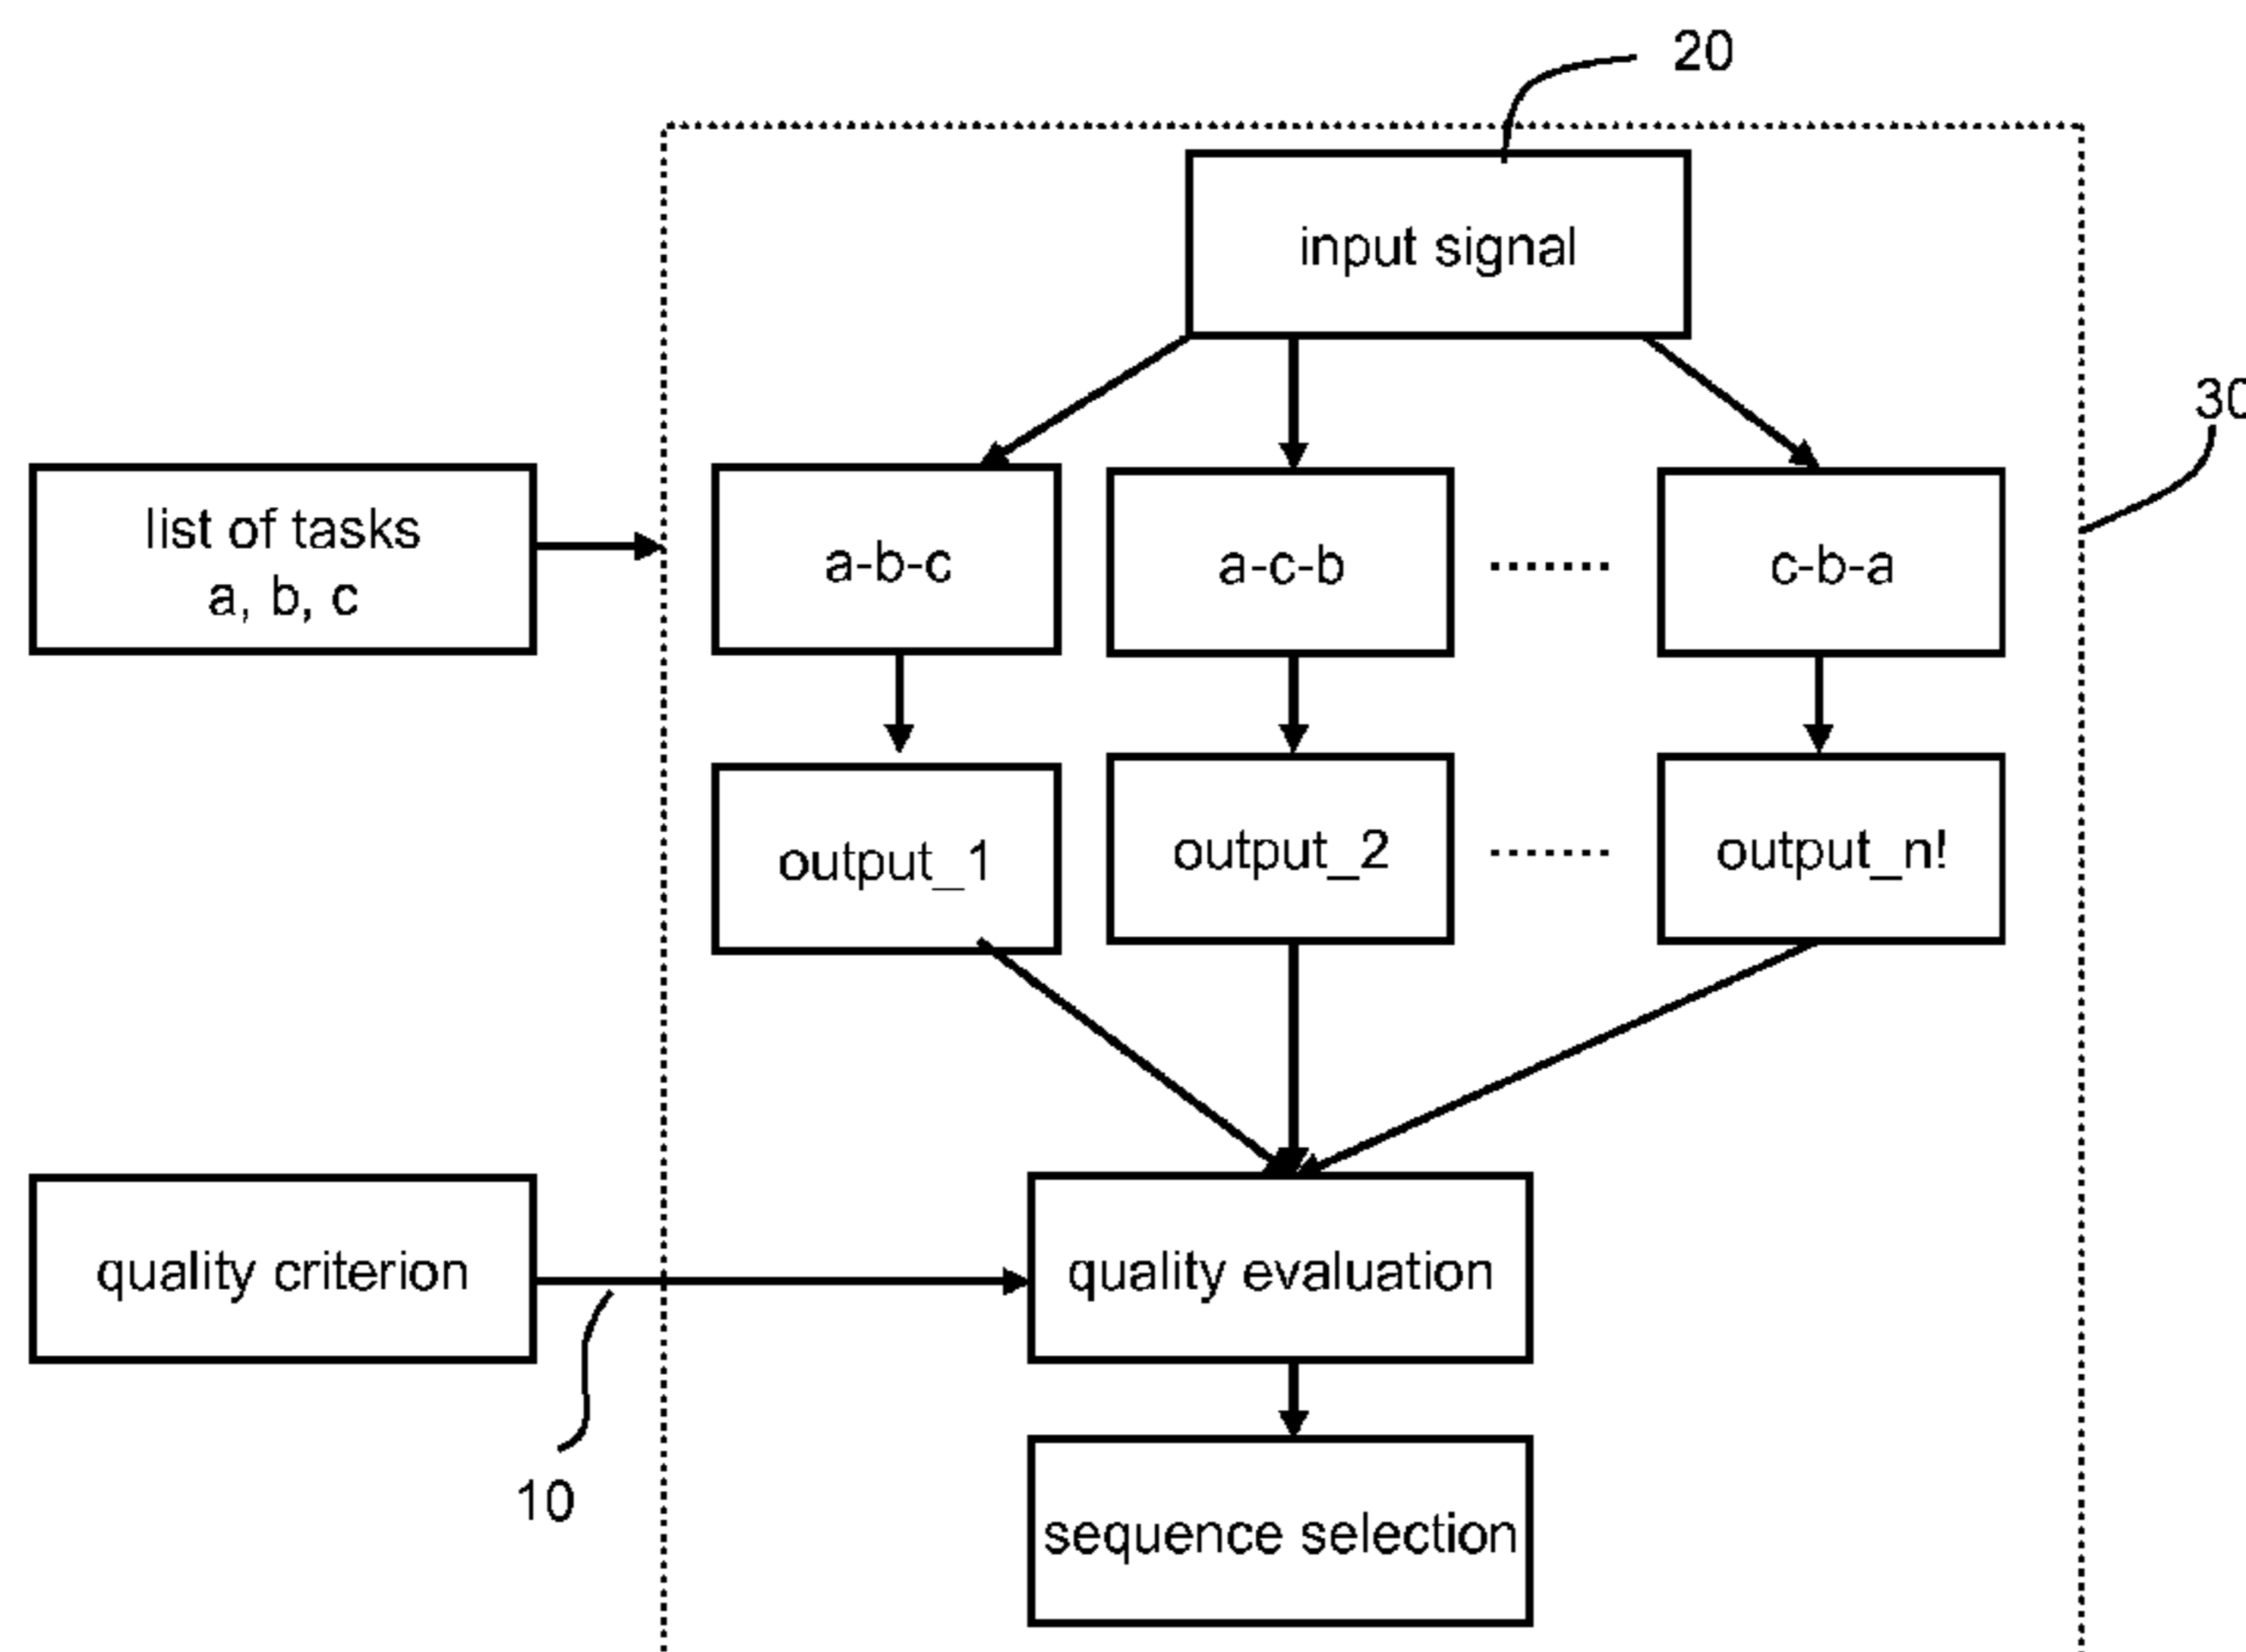 20
input signal
30
list of tasks
a, b, c
a-b-c
a-c-b
.......
c-b-a
output_1
output_2
.......
output_n!
quality criterion
quality evaluation
10
sequence selection